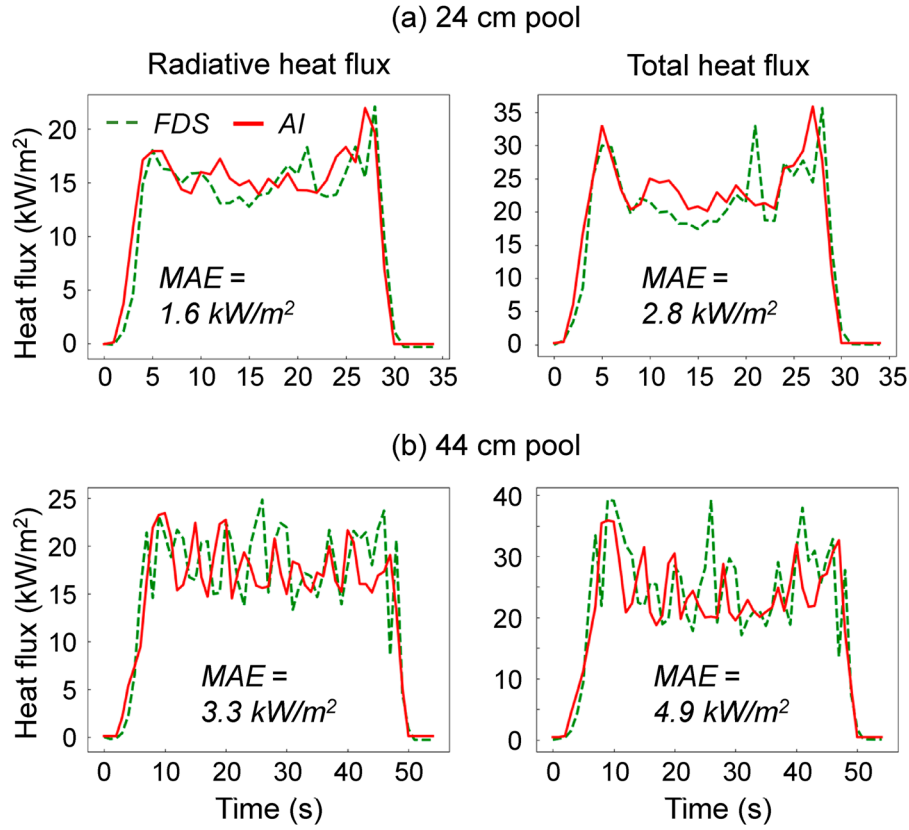 (a) 24 cm pool
Radiative heat flux
Total heat flux
FDS AI
Heat flux (kW/m²)
20
15
10
5
0
MAE =
1.6 kW/m²
0 5 10 15 20 25 30 35
35
30
25
20
15
10
5
0
MAE =
2.8 kW/m²
0 5 10 15 20 25 30 35
(b) 44 cm pool
Heat flux (kW/m²)
25
20
15
10
5
0
MAE =
3.3 kW/m²
0 10 20 30 40 50
Time (s)
40
30
20
10
0
MAE =
4.9 kW/m²
0 10 20 30 40 50
Time (s)